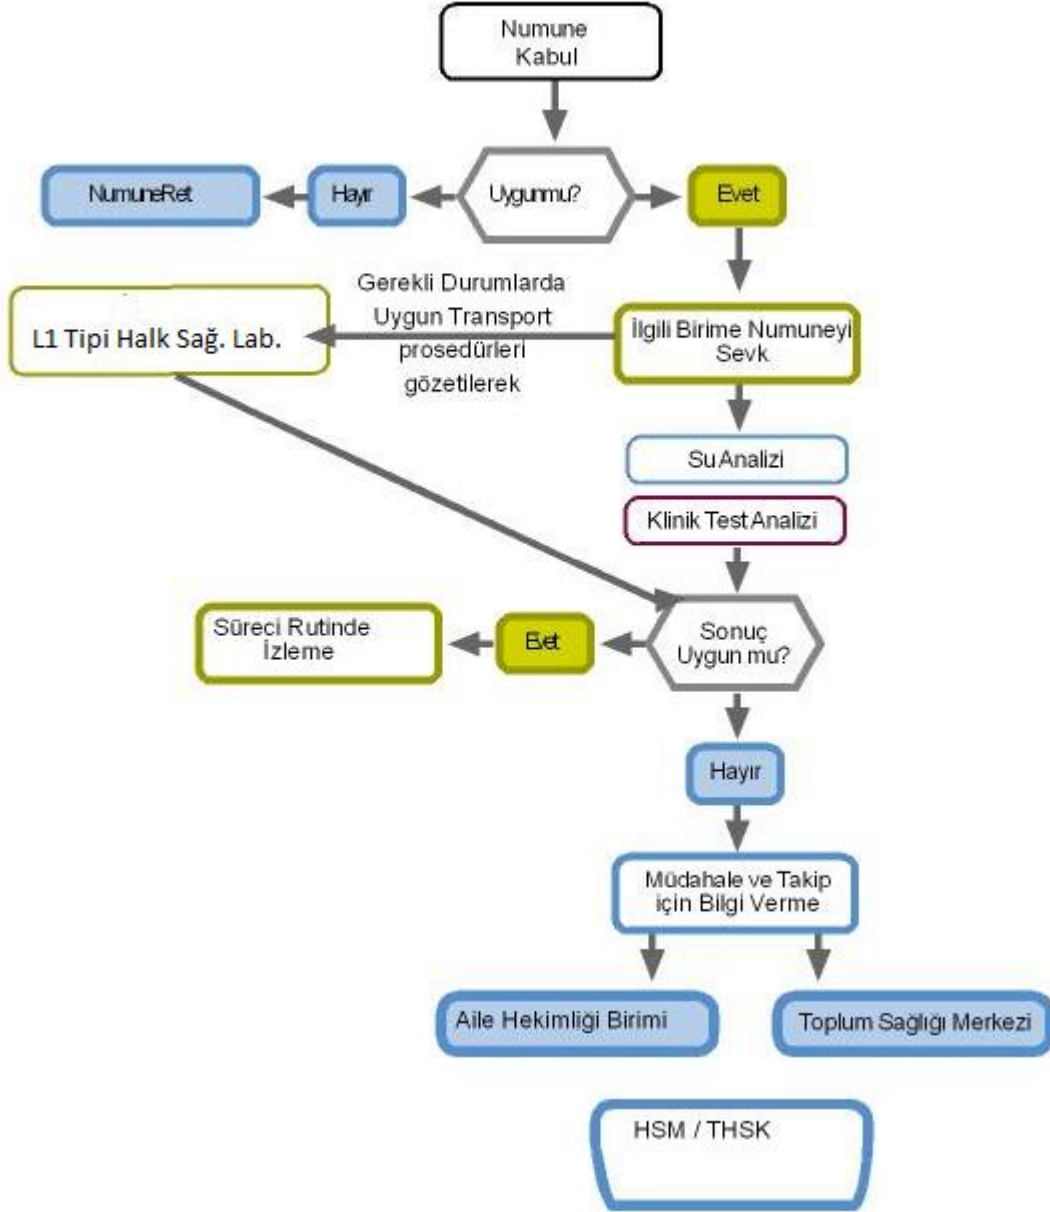 Numune
Kabul
NumuneRet
Hayır
Uygunmu?
Evet
Gerekli Durumlarda
Uygun Transport
prosedürleri
gözetilerek
L1 Tipi Halk Sağ. Lab.
İlgili Birime Numuneyi
Sevk
Su Analizi
Klinik Test Analizi
Süreci Rutinde
İzleme
Evet
Sonuç
Uygun mu?
Hayır
Müdahale ve Takip
için Bilgi Verme
Aile Hekimliği Birimi
Toplum Sağlığı Merkezi
HSM / THSK